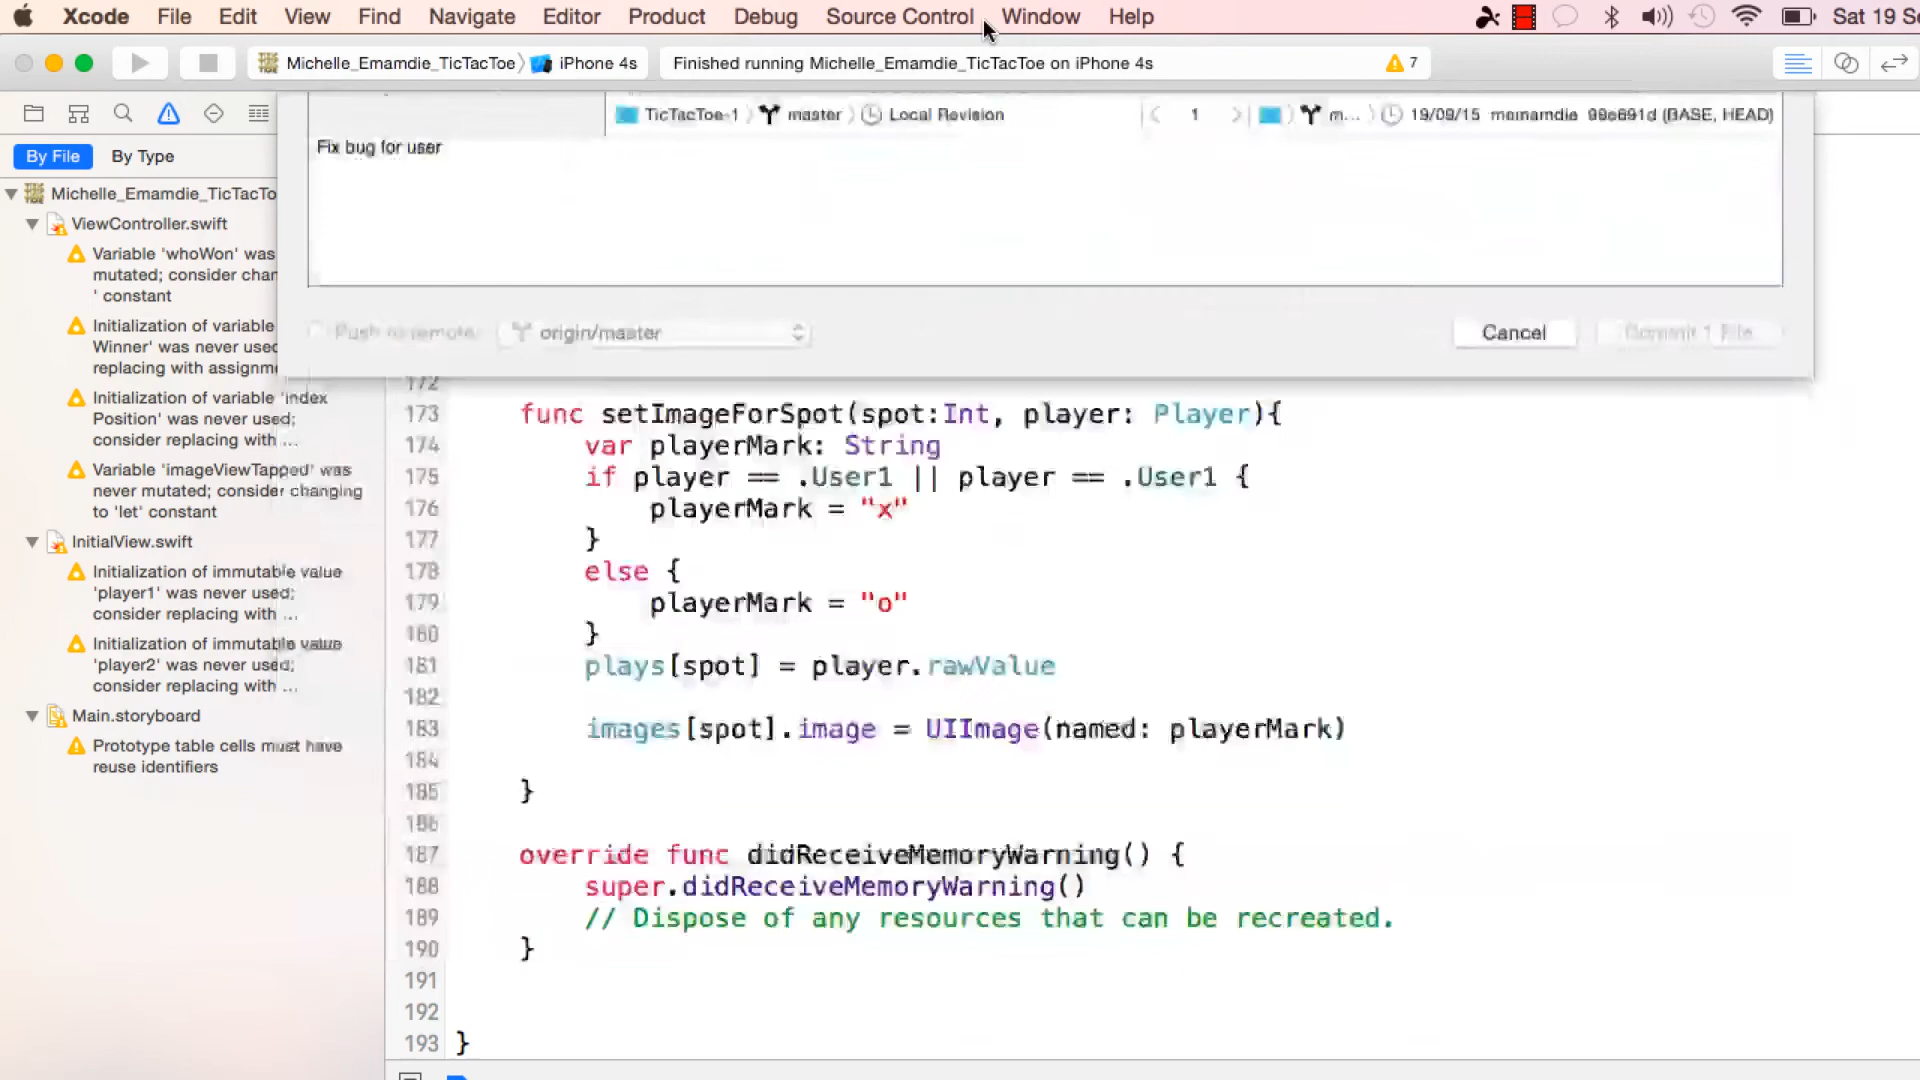 Xcode File Edit View Find Navigate Editor Product Debug Source Control Window Help Sat 19 Se
Michelle_Emamdie_TicTacToe iPhone 4s Finished running Michelle_Emamdie_TicTacToe on iPhone 4s 7
TicTacToe-1 master Local Revision 1 m... 19/09/15 (BASE, HEAD)
By File By Type
Fix bug for user
Michelle_Emamdie_TicTacTo
ViewController.swift
Variable 'whoWon' was
mutated; consider char
' constant
Initialization of variable
Winner' was never used
replacing with assignm
Initialization of variable 'index
Position' was never used;
consider replacing with ...
Variable 'imageViewTapped' was
never mutated; consider changing
to 'let' constant
InitialView.swift
Initialization of immutable value
'player1' was never used;
consider replacing with ...
Initialization of immutable value
'player2' was never used;
consider replacing with ...
Main.storyboard
Prototype table cells must have
reuse identifiers
Push to remote: origin/master Cancel Commit 1 File
172
173 func setImageForSpot(spot:Int, player: Player){
174 var playerMark: String
175 if player == .User1 || player == .User1 {
176 playerMark = "x"
177 }
178 else {
179 playerMark = "o"
180 }
181 plays[spot] = player.rawValue
182
183 images[spot].image = UIImage(named: playerMark)
184
185 }
186
187 override func didReceiveMemoryWarning() {
188 super.didReceiveMemoryWarning()
189 // Dispose of any resources that can be recreated.
190 }
191
192
193 }